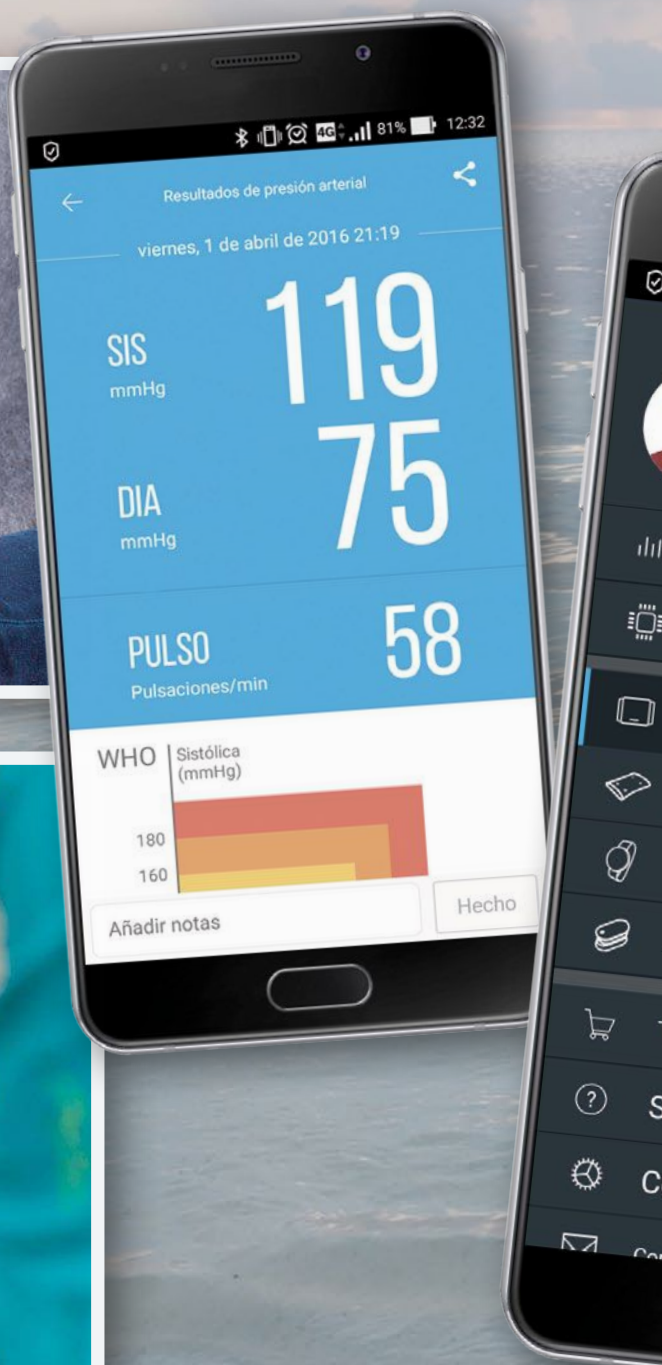 4G 81% 12:32
Resultados de presión arterial
viernes, 1 de abril de 2016 21:19
SIS 119
mmHg
DIA 75
mmHg
PULSO 58
Pulsaciones/min
WHO
Sistólica
(mmHg)
180
160
Añadir notas
Hecho